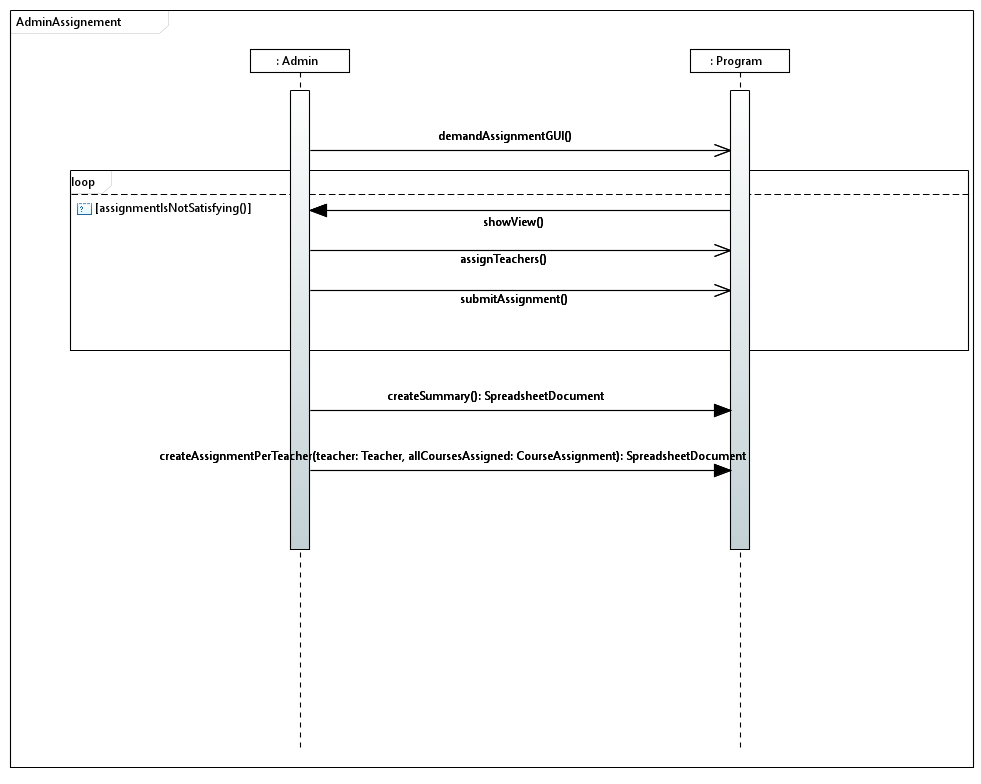 AdminAssignement
: Admin
: Program
demandAssignmentGUI()
loop
[assignmentIsNotSatisfying()]
showView()
assignTeachers()
submitAssignment()
createSummary(): SpreadsheetDocument
createAssignmentPerTeacher(teacher: Teacher, allCoursesAssigned: CourseAssignment): SpreadsheetDocument